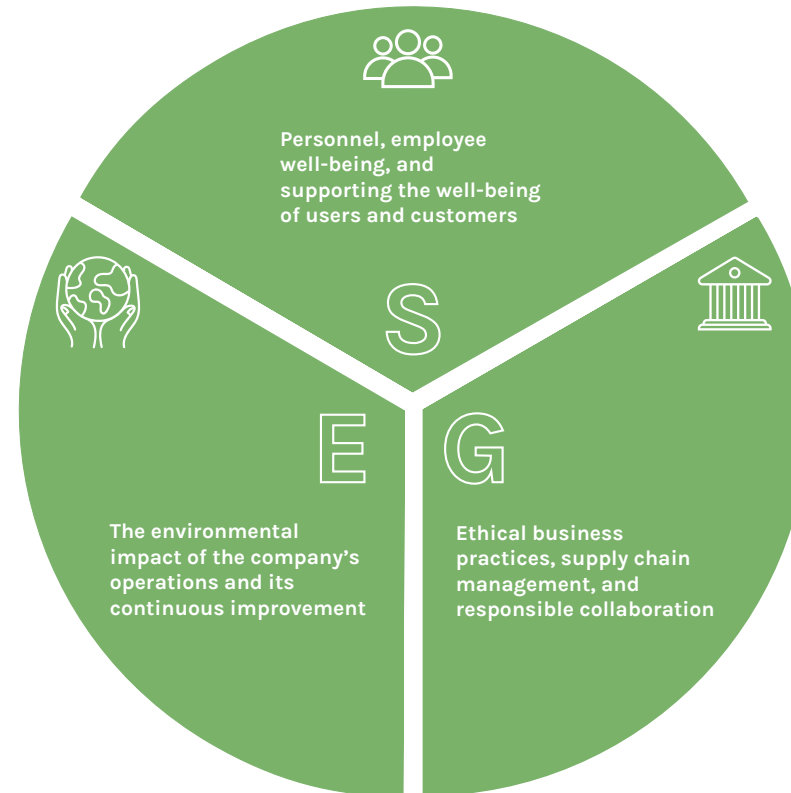 Personnel, employee
well-being, and
supporting the well-being
of users and customers
S
E
The environmental
impact of the company’s
operations and its
continuous improvement
G
Ethical business
practices, supply chain
management, and
responsible collaboration